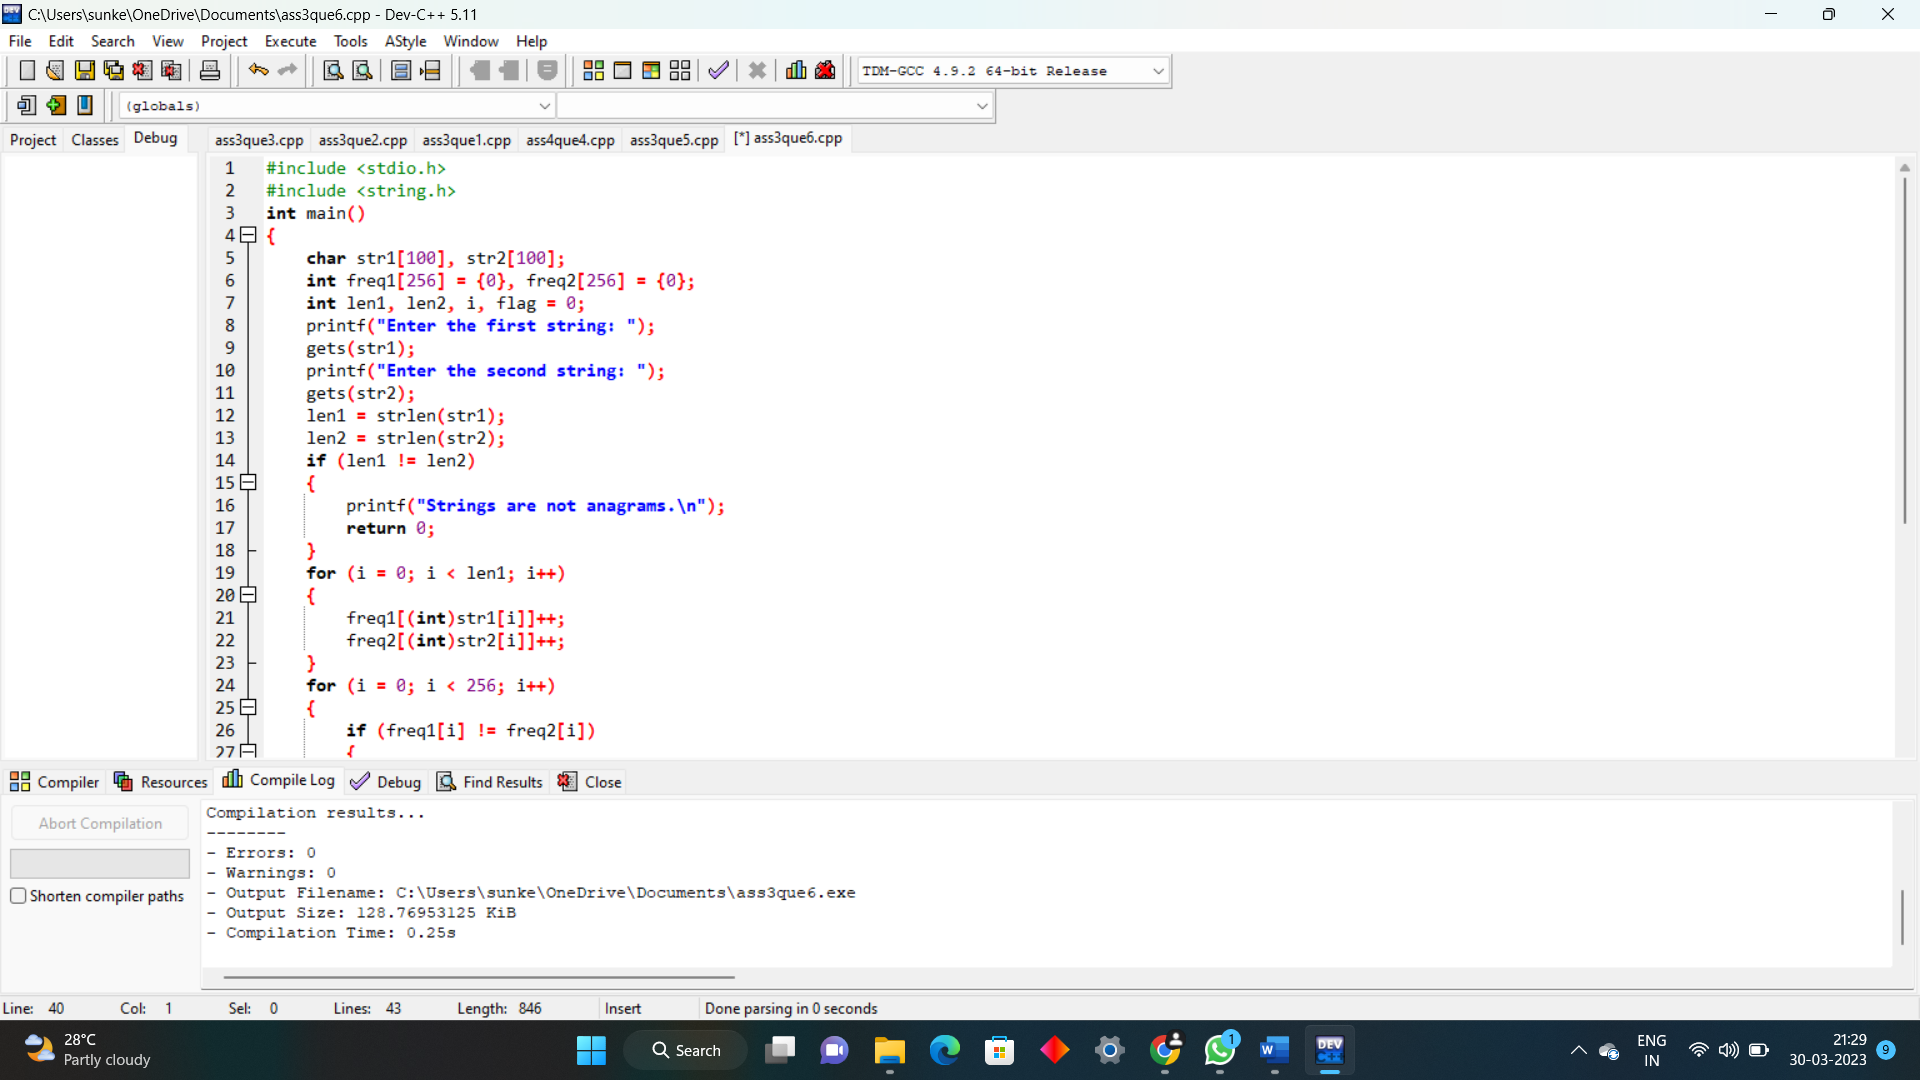 C:\Users\sunke\OneDrive\Documents\ass3que6.cpp - Dev-C++ 5.11
File Edit Search View Project Execute Tools AStyle Window Help
TDM-GCC 4.9.2 64-bit Release
(globals)
Project Classes Debug ass3que3.cpp ass3que2.cpp ass3que1.cpp ass4que4.cpp ass3que5.cpp [*] ass3que6.cpp
1 #include <stdio.h>
2 #include <string.h>
3 int main()
4 {
5 char str1[100], str2[100];
6 int freq1[256] = {0}, freq2[256] = {0};
7 int len1, len2, i, flag = 0;
8 printf("Enter the first string: ");
9 gets(str1);
10 printf("Enter the second string: ");
11 gets(str2);
12 len1 = strlen(str1);
13 len2 = strlen(str2);
14 if (len1 != len2)
15 {
16 printf("Strings are not anagrams.\n");
17 return 0;
18 }
19 for (i = 0; i < len1; i++)
20 {
21 freq1[(int)str1[i]]++;
22 freq2[(int)str2[i]]++;
23 }
24 for (i = 0; i < 256; i++)
25 {
26 if (freq1[i] != freq2[i])
27 {
Compiler Resources Compile Log Debug Find Results Close
Abort Compilation
Shorten compiler paths
Compilation results...
--------
- Errors: 0
- Warnings: 0
- Output Filename: C:\Users\sunke\OneDrive\Documents\ass3que6.exe
- Output Size: 128.76953125 KiB
- Compilation Time: 0.25s
Line: 40 Col: 1 Sel: 0 Lines: 43 Length: 846 Insert Done parsing in 0 seconds
28°C
Partly cloudy
Search
1
DEV
C++
ENG
IN
21:29
30-03-2023
9